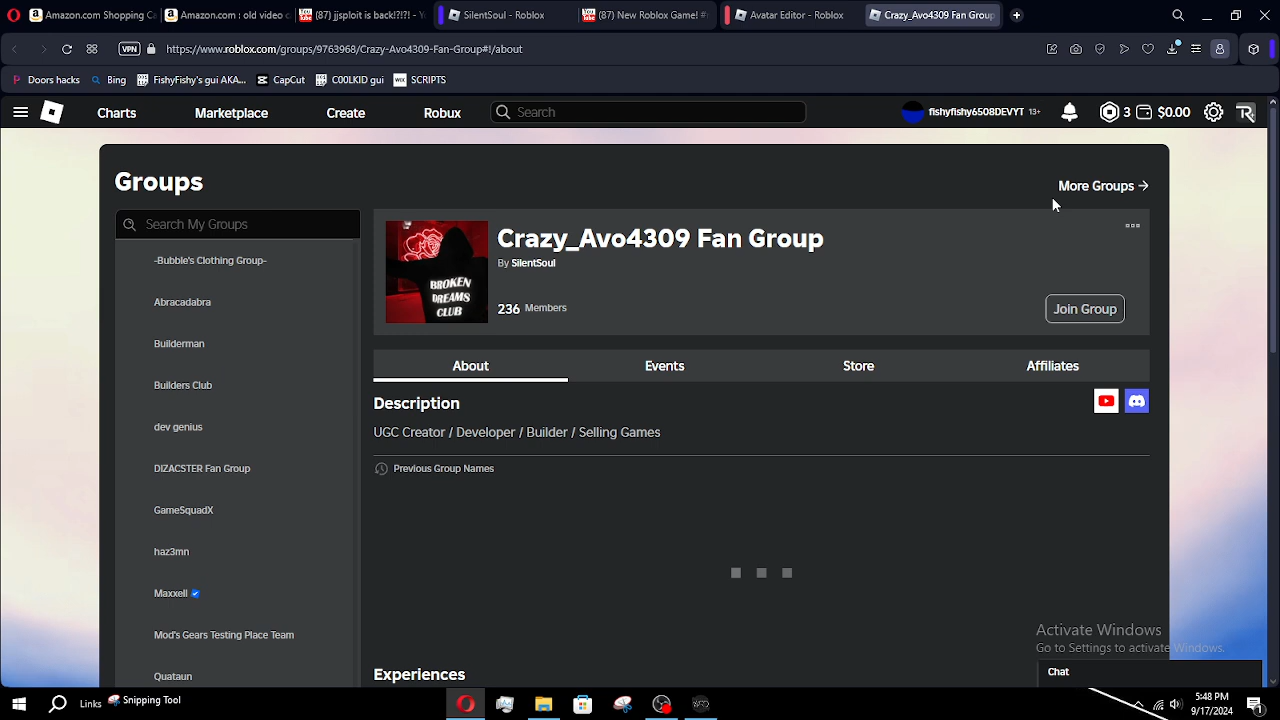 Amazon.com Shopping Ca
Amazon.com : old video c
(87) jjsploit is back!?!?! - Y
SilentSoul - Roblox
(87) New Roblox Game! #
Avatar Editor - Roblox
Crazy_Avo4309 Fan Group
VPN
https://www.roblox.com/groups/9763968/Crazy-Avo4309-Fan-Group#!/about
Doors hacks
Bing
FishyFishy's gui AKA...
CapCut
C00LKID gui
WIX
SCRIPTS
Charts
Marketplace
Create
Robux
Search
fishyfishy6508DEVYT 13+
3
$0.00
Groups
More Groups
Search My Groups
-Bubble's Clothing Group-
Abracadabra
Builderman
Builders Club
dev genius
DIZACSTER Fan Group
GameSquadX
haz3mn
Maxxell
Mod's Gears Testing Place Team
Quataun
BROKEN
DREAMS
CLUB
Crazy_Avo4309 Fan Group
By SilentSoul
236 Members
Join Group
About
Events
Store
Affiliates
Description
UGC Creator / Developer / Builder / Selling Games
Previous Group Names
Experiences
Activate Windows
Go to Settings to activate Windows.
Chat
Links
Snipping Tool
5:48 PM
9/17/2024